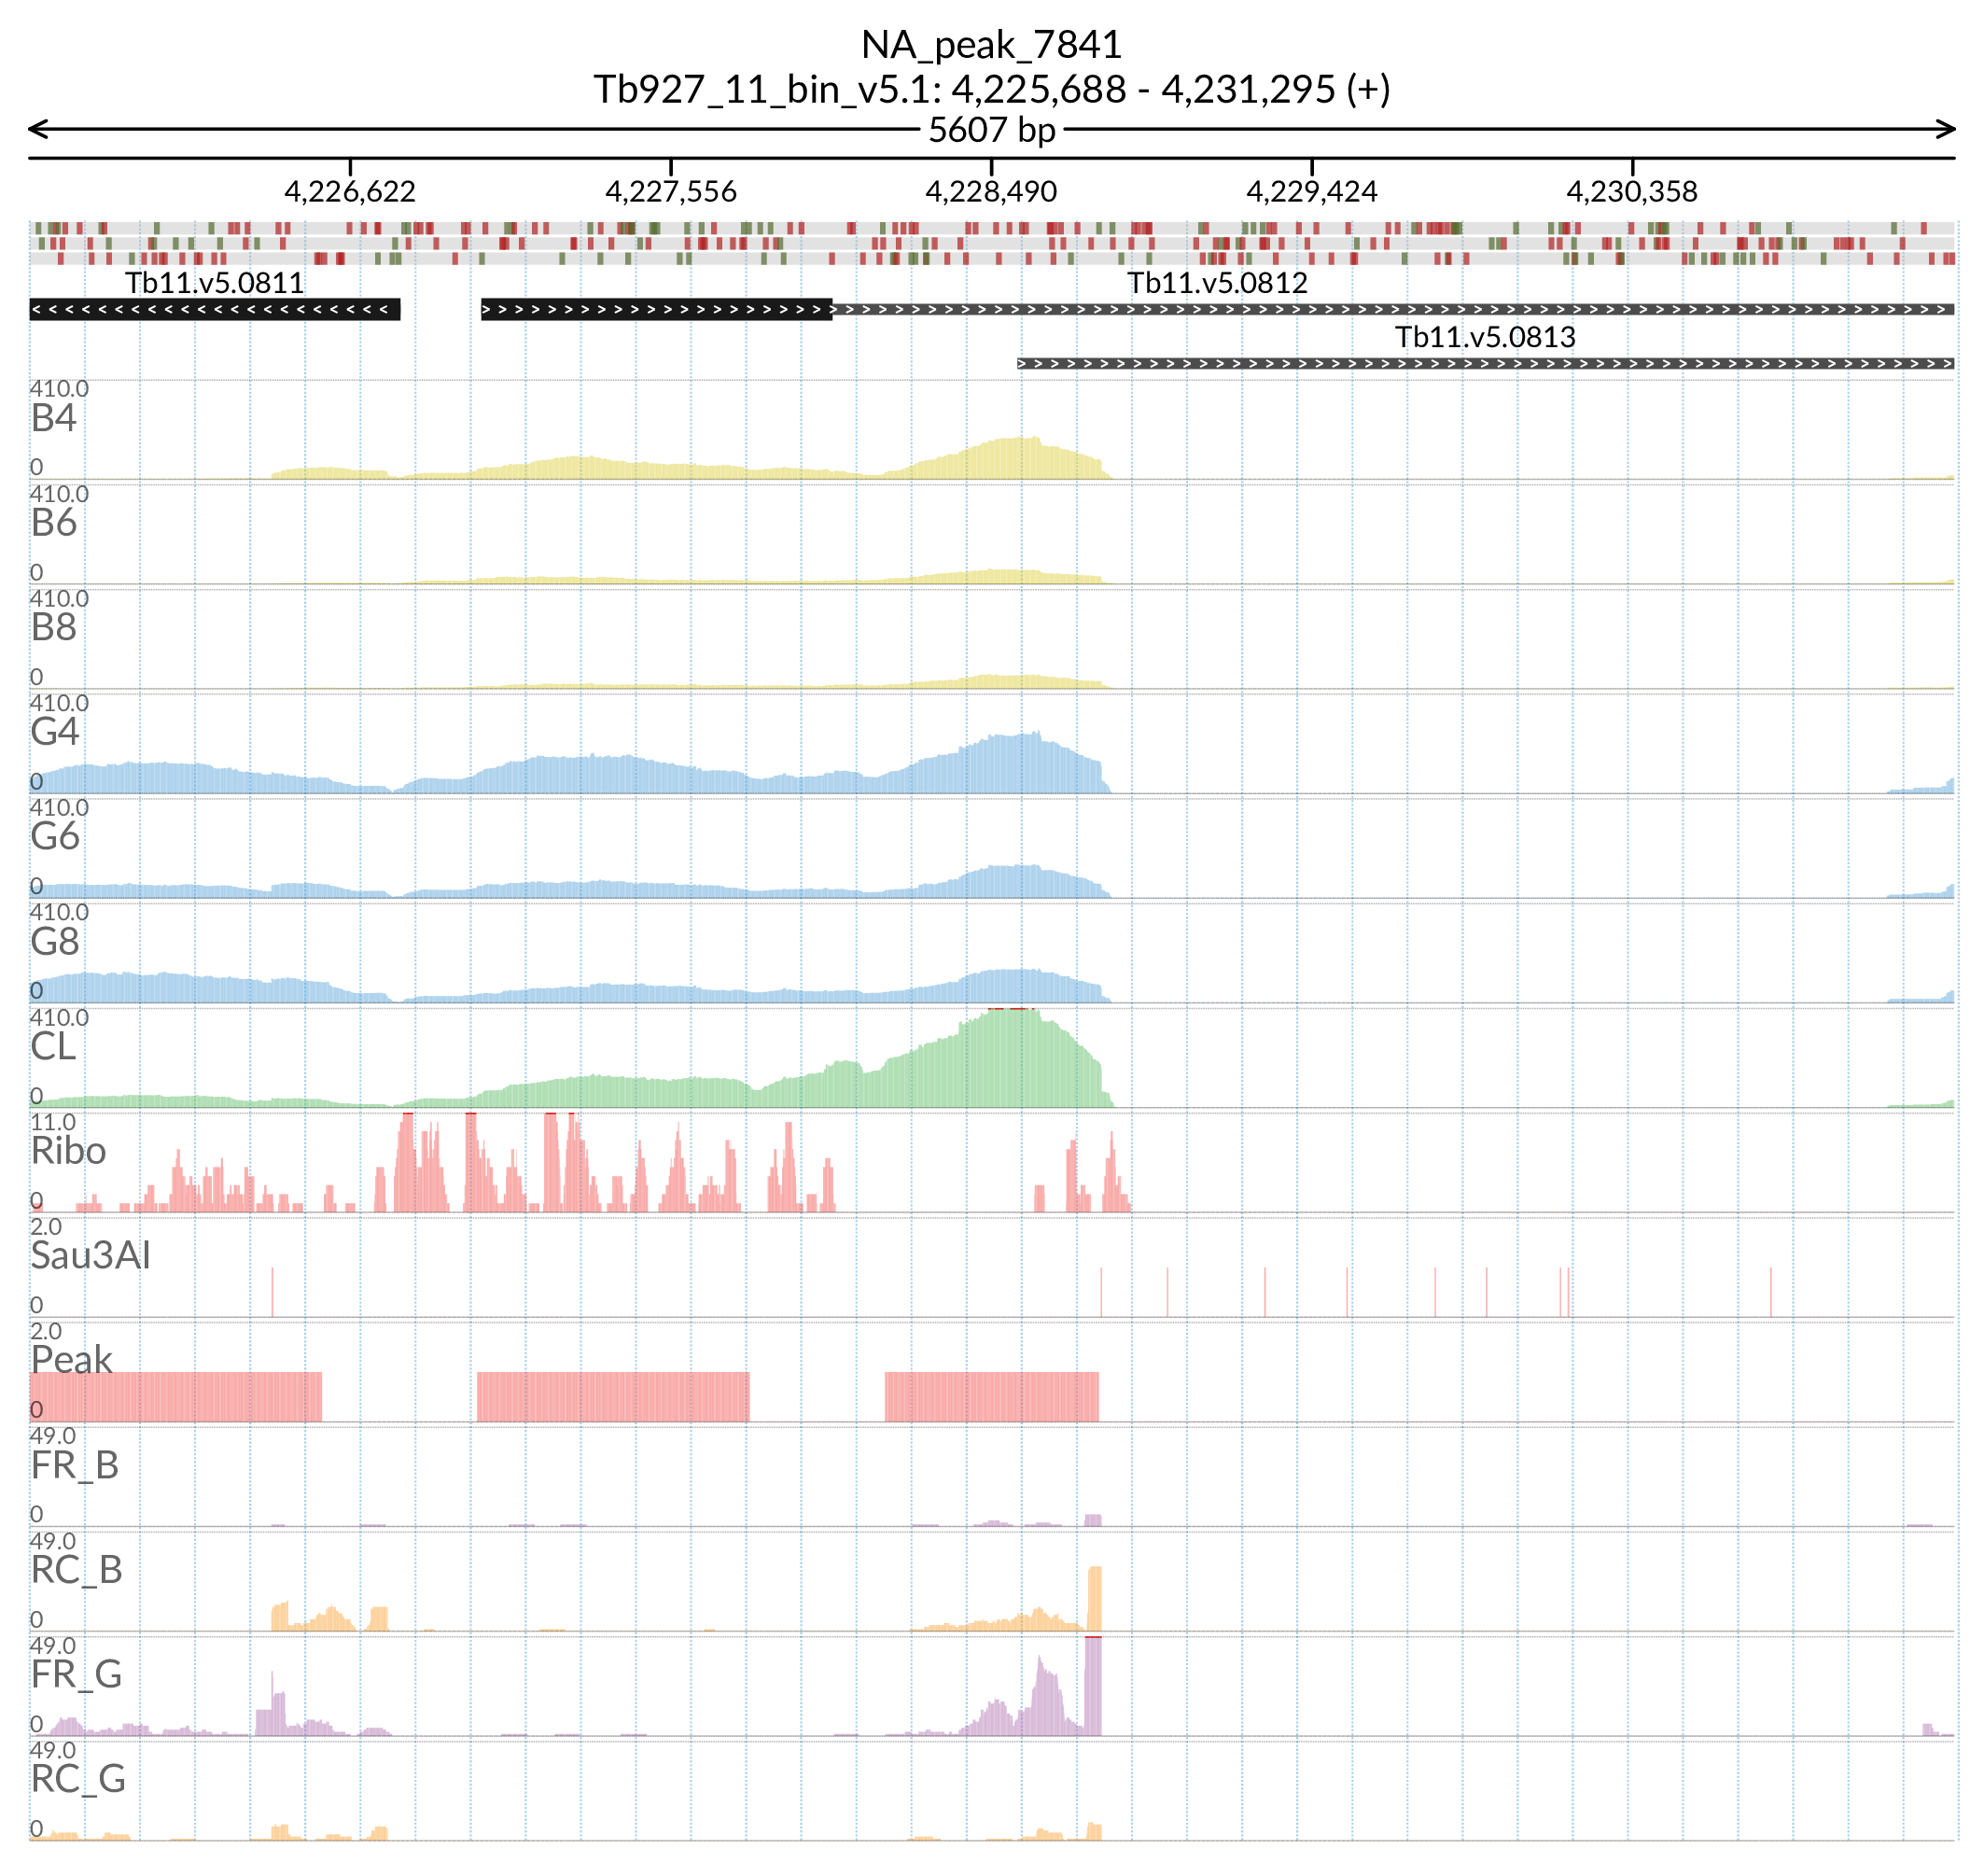 NA_peak_7841
Tb927_11_bin_v5.1: 4,225,688 - 4,231,295 (+)
5607 bp
4,226,622 4,227,556 4,228,490 4,229,424 4,230,358
Tb11.v5.0811 Tb11.v5.0812
Tb11.v5.0813
410.0
B4
0
410.0
B6
0
410.0
B8
0
410.0
G4
0
410.0
G6
0
410.0
G8
0
410.0
CL
0
11.0
Ribo
0
2.0
Sau3AI
0
2.0
Peak
0
49.0
FR_B
0
49.0
RC_B
0
49.0
FR_G
0
49.0
RC_G
0